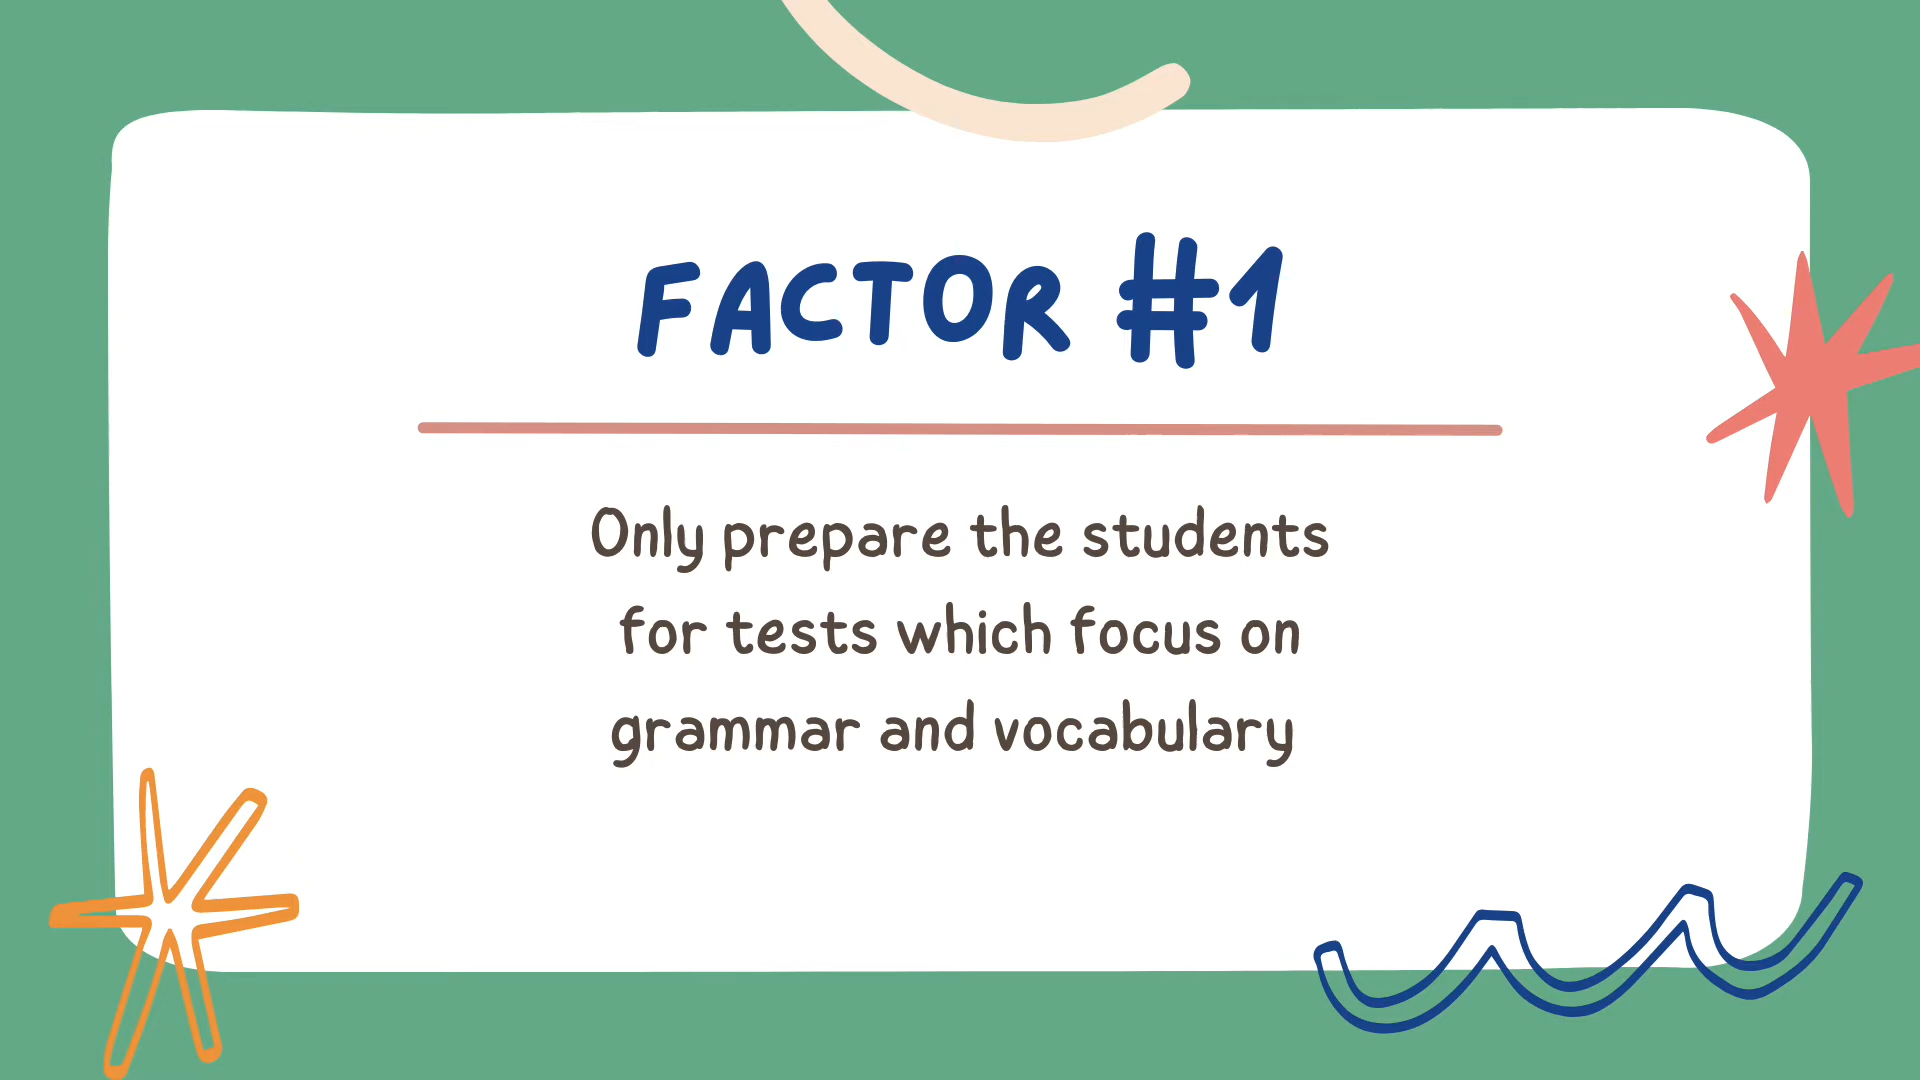 FACTOR #1
Only prepare the students
for tests which focus on
grammar and vocabulary